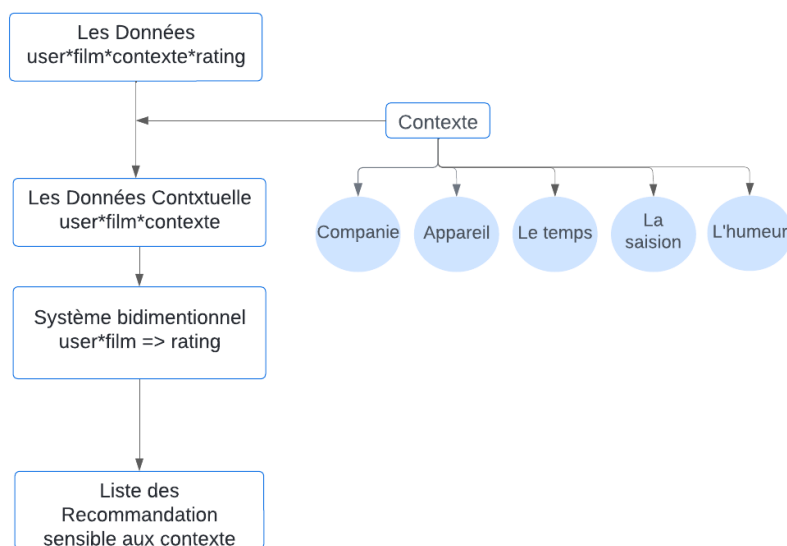 Les Données
user*film*contexte*rating
Contexte
Les Données Contxtuelle
user*film*contexte
Companie
Appareil
Le temps
La
saision
L'humeur
Système bidimentionnel
user*film => rating
Liste des
Recommandation
sensible aux contexte